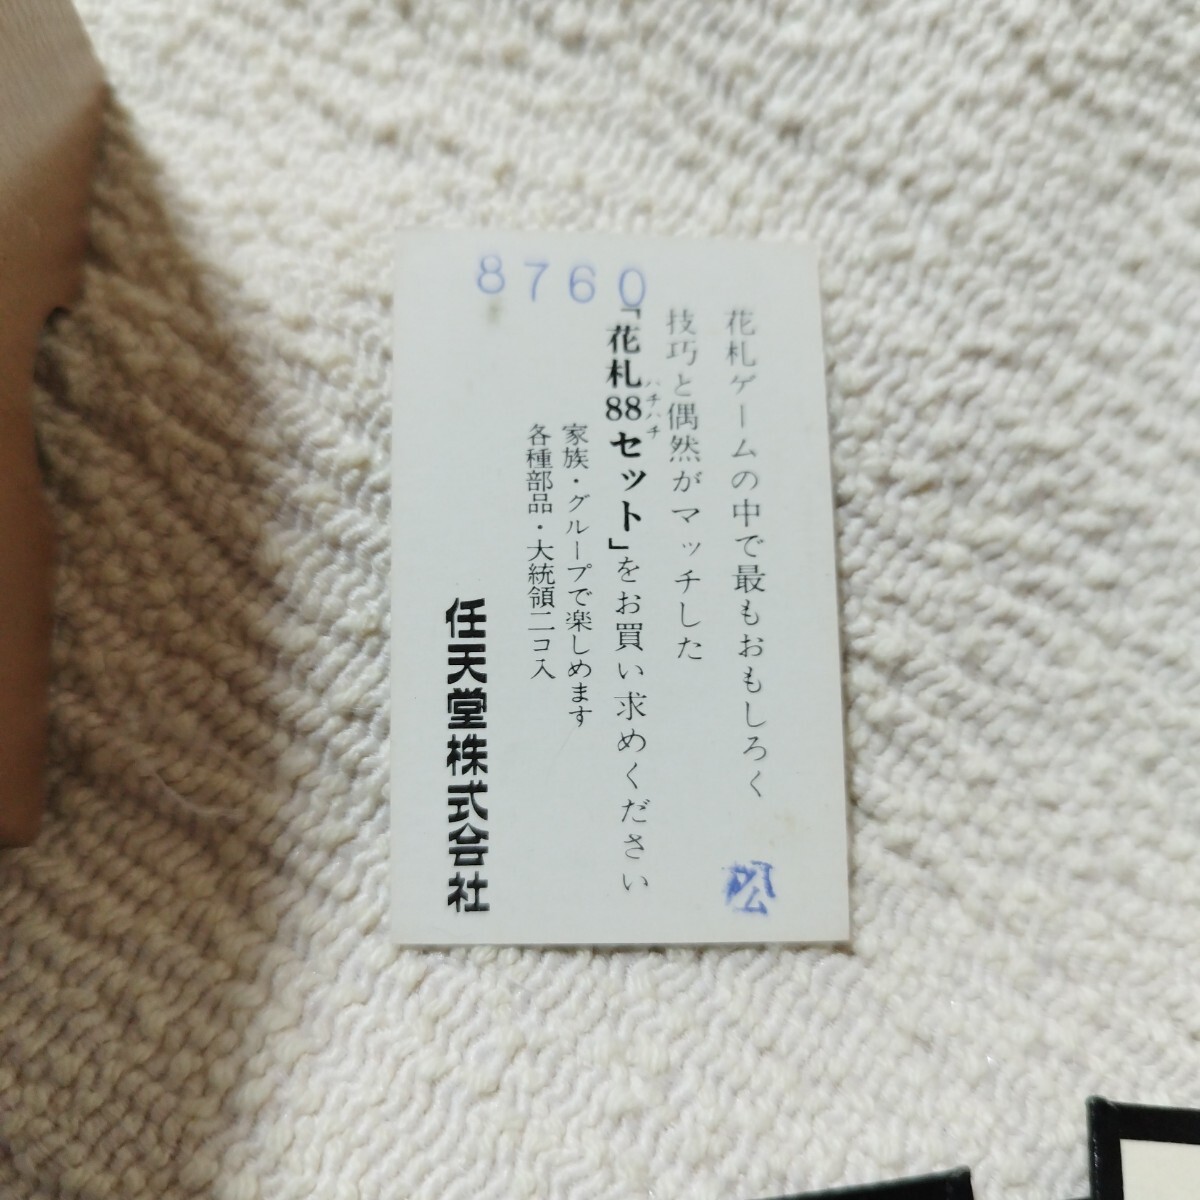 8760
花札ゲームの中で最もおもしろく
技巧と偶然がマッチした
ハチハチ
「花札88セット」をお買い求めください
家族・グループで楽しめます
各種部品・大統領二コ入
任天堂株式会社
松